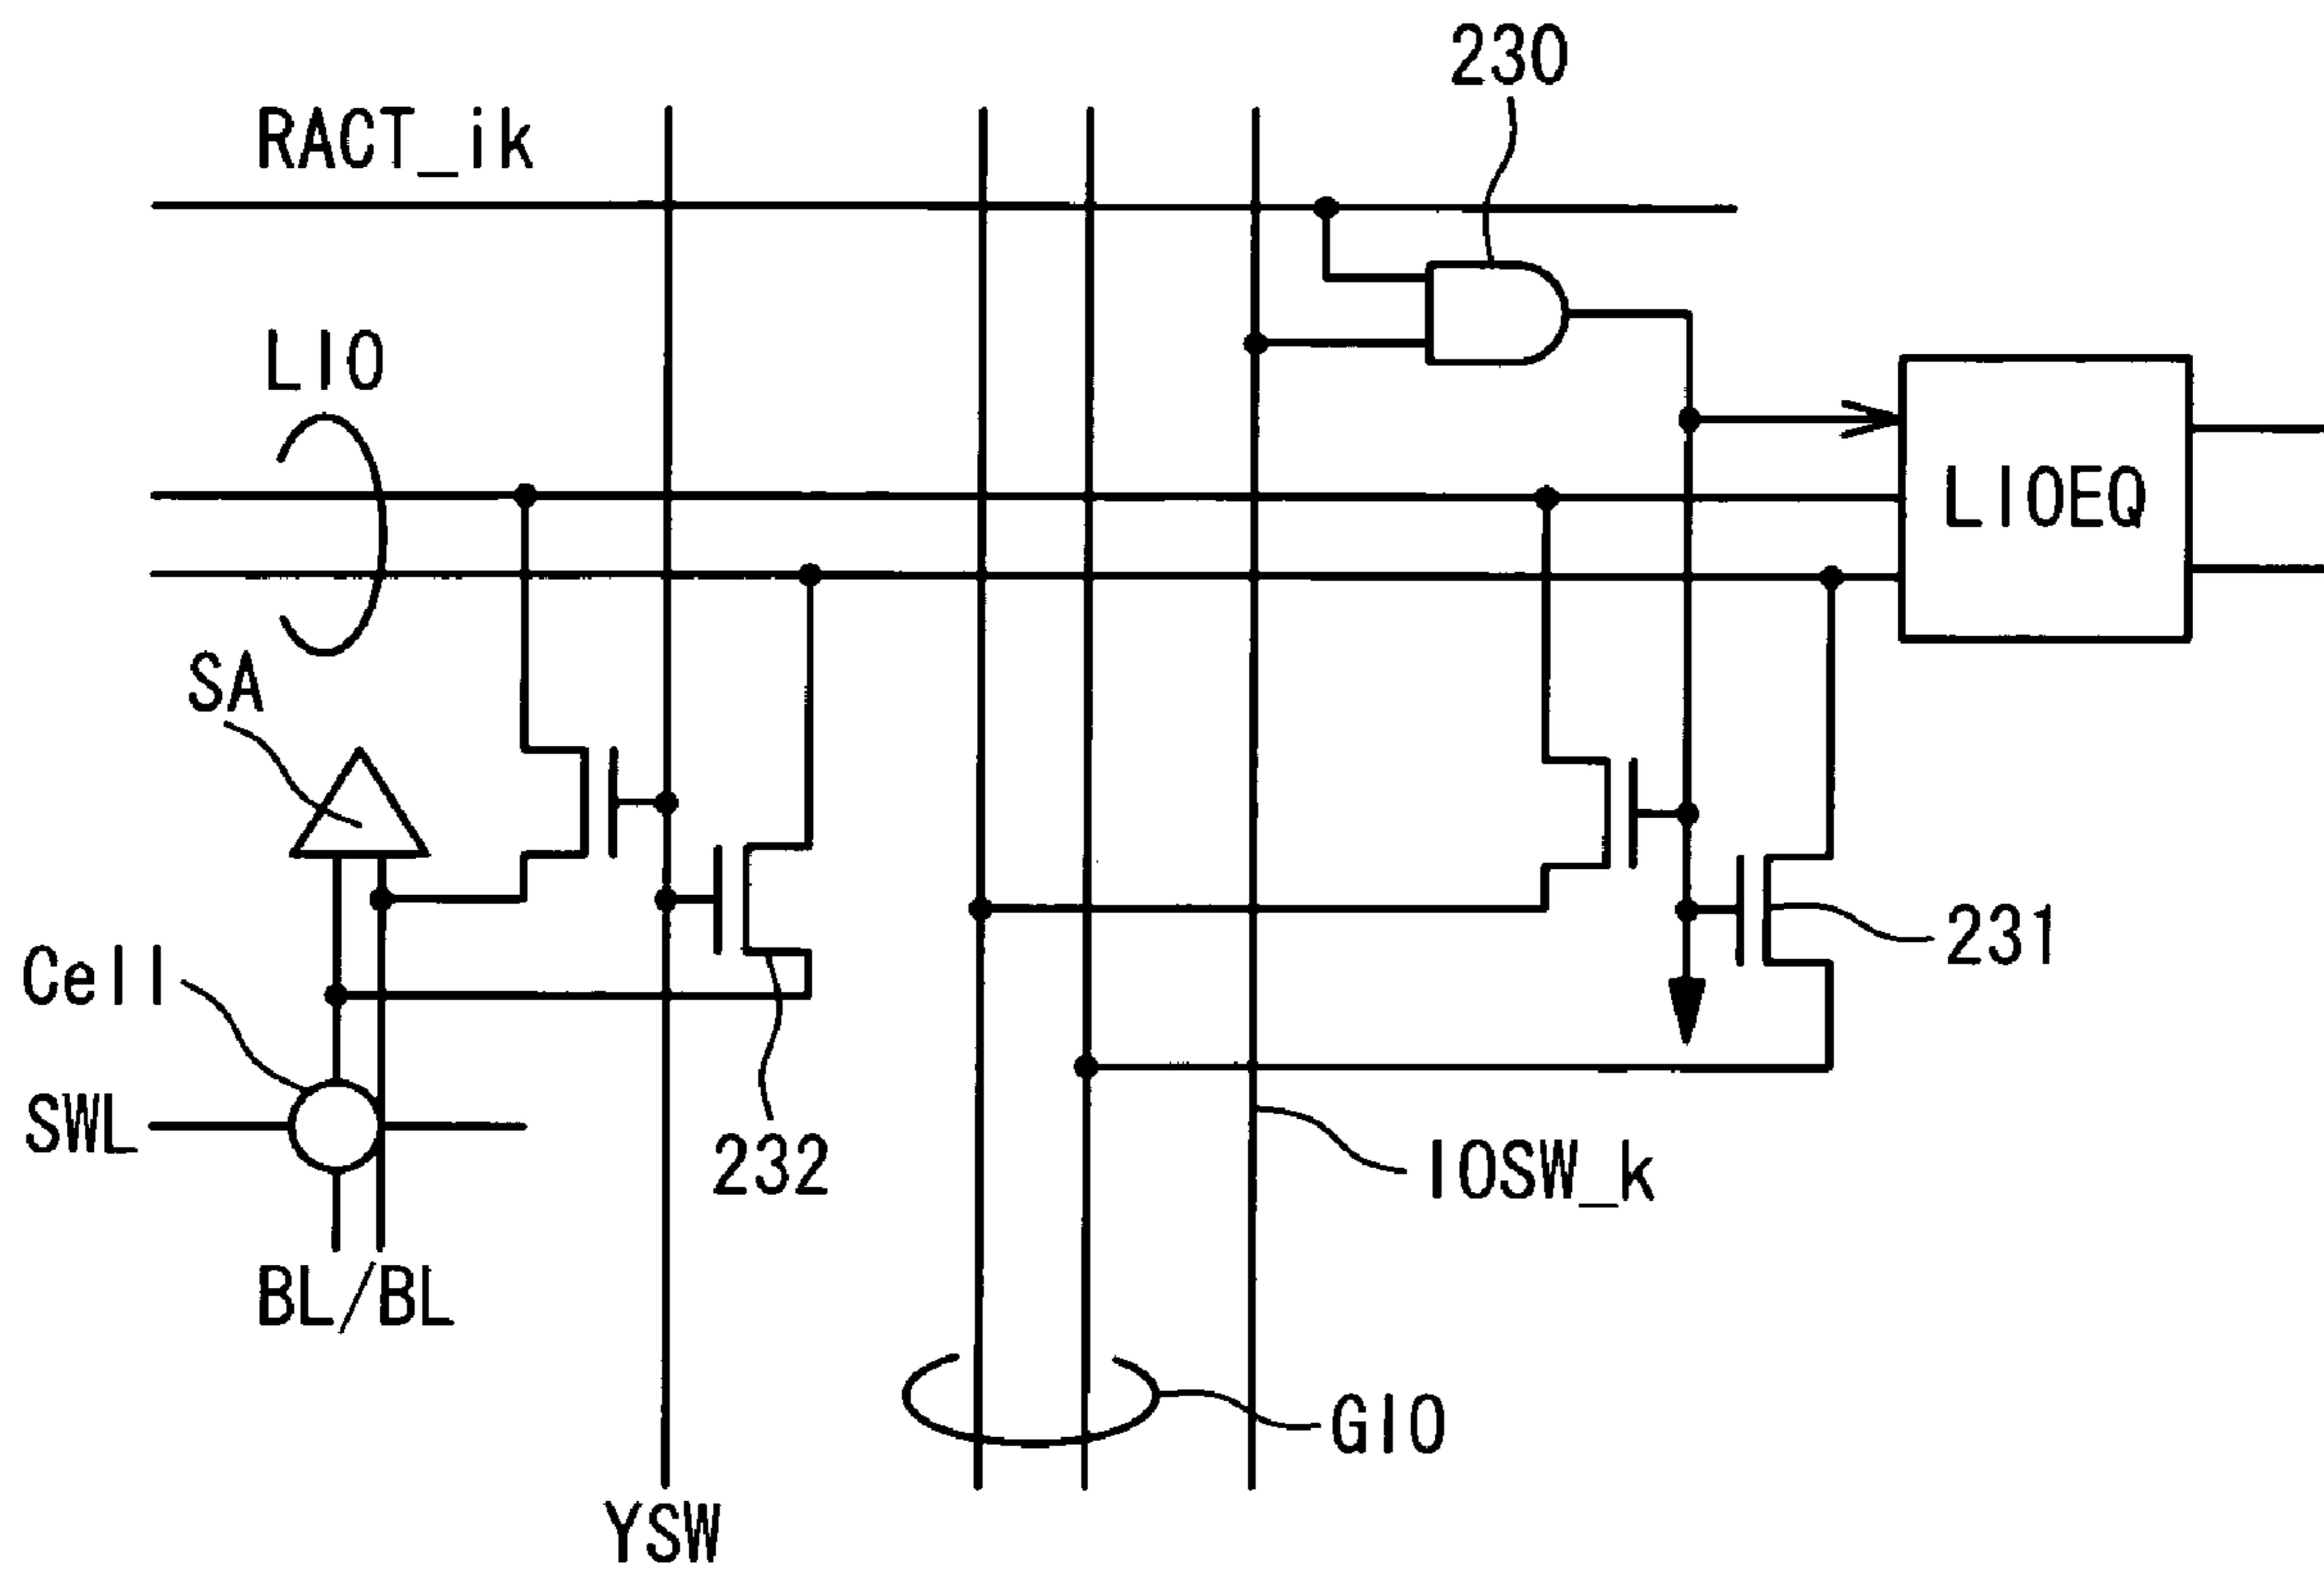 230
RACT_ik
LIO
LIOEQ
SA
231
Cell
SWL
232
IOSW_k
BL/BL
GIO
YSW